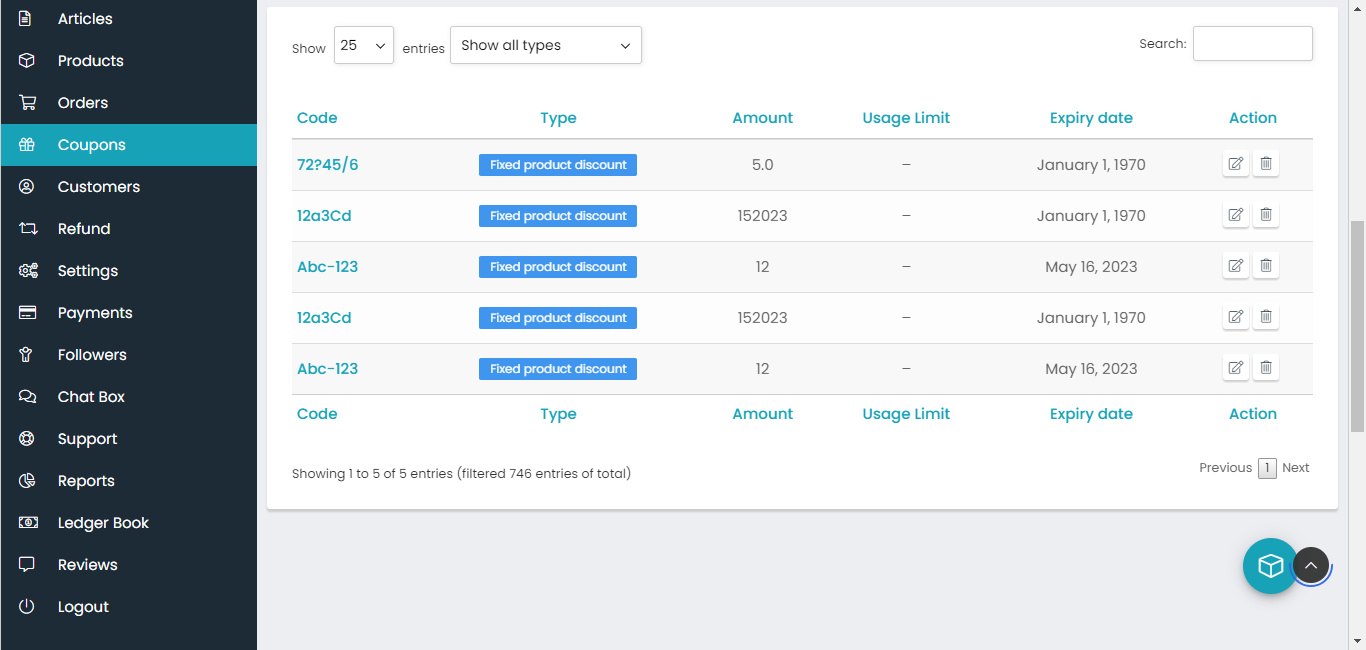 Articles
Products
Orders
Coupons
Customers
Refund
Settings
Payments
Followers
Chat Box
Support
Reports
Ledger Book
Reviews
Logout
Show 25 entries Show all types Search:
Code Type Amount Usage Limit Expiry date Action
72?45/6 Fixed product discount 5.0 – January 1, 1970
12a3Cd Fixed product discount 152023 – January 1, 1970
Abc-123 Fixed product discount 12 – May 16, 2023
12a3Cd Fixed product discount 152023 – January 1, 1970
Abc-123 Fixed product discount 12 – May 16, 2023
Code Type Amount Usage Limit Expiry date Action
Showing 1 to 5 of 5 entries (filtered 746 entries of total) Previous 1 Next